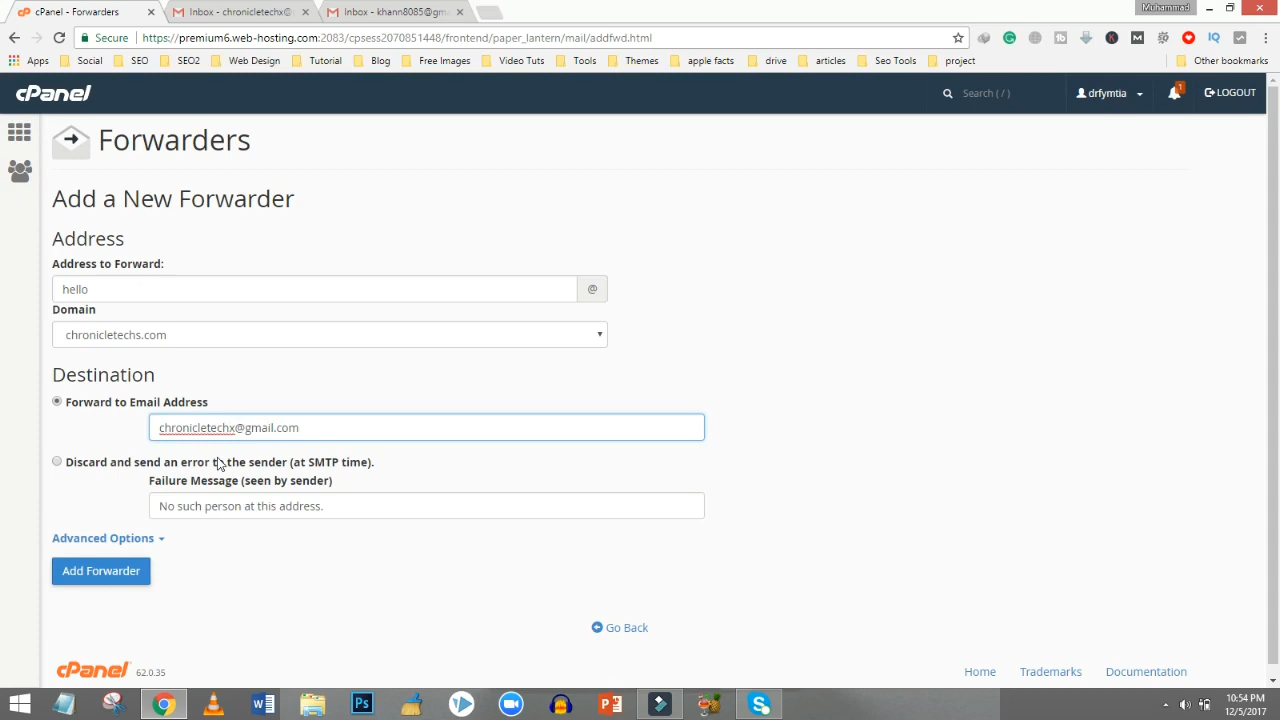 cPanel - Forwarders
Inbox - chronicletechx@
Inbox - khann8085@gma
Muhammad
Secure
https://premium6.web-hosting.com:2083/cpsess2070851448/frontend/paper_lantern/mail/addfwd.html
Apps
Social
SEO
SEO2
Web Design
Tutorial
Blog
Free Images
Video Tuts
Tools
Themes
apple facts
drive
articles
Seo Tools
project
Other bookmarks
cPanel
Search ( / )
drfymtia
1
LOGOUT
Forwarders
Add a New Forwarder
Address
Address to Forward:
hello
@
Domain
chronicletechs.com
Destination
Forward to Email Address
chronicletechx@gmail.com
Discard and send an error to the sender (at SMTP time).
Failure Message (seen by sender)
No such person at this address.
Advanced Options
Add Forwarder
Go Back
cPanel
62.0.35
Home
Trademarks
Documentation
10:54 PM
12/5/2017